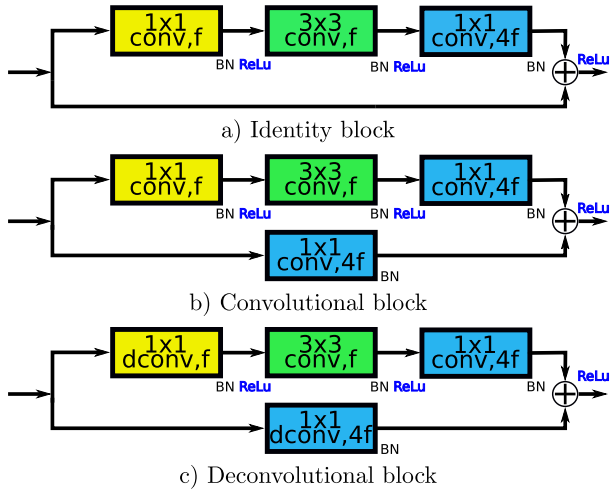 1x1 conv,f
3x3 conv,f
1x1 conv,4f
BN ReLu
BN ReLu
BN
ReLu
a) Identity block
1x1 conv,f
3x3 conv,f
1x1 conv,4f
BN ReLu
BN ReLu
BN
ReLu
1x1 conv,4f
BN
b) Convolutional block
1x1 dconv,f
3x3 conv,f
1x1 conv,4f
BN ReLu
BN ReLu
BN
ReLu
1x1 dconv,4f
BN
c) Deconvolutional block